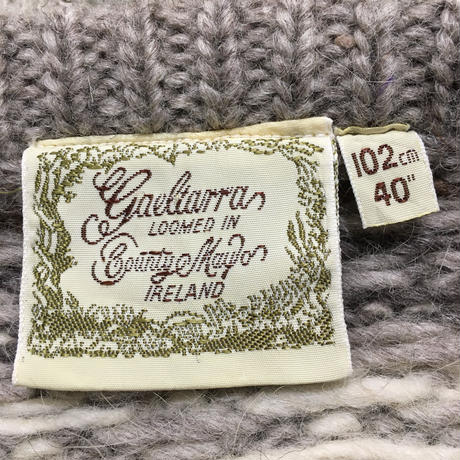 Gaeltarra
LOOMED IN
County Mayo
IRELAND
102cm
40"